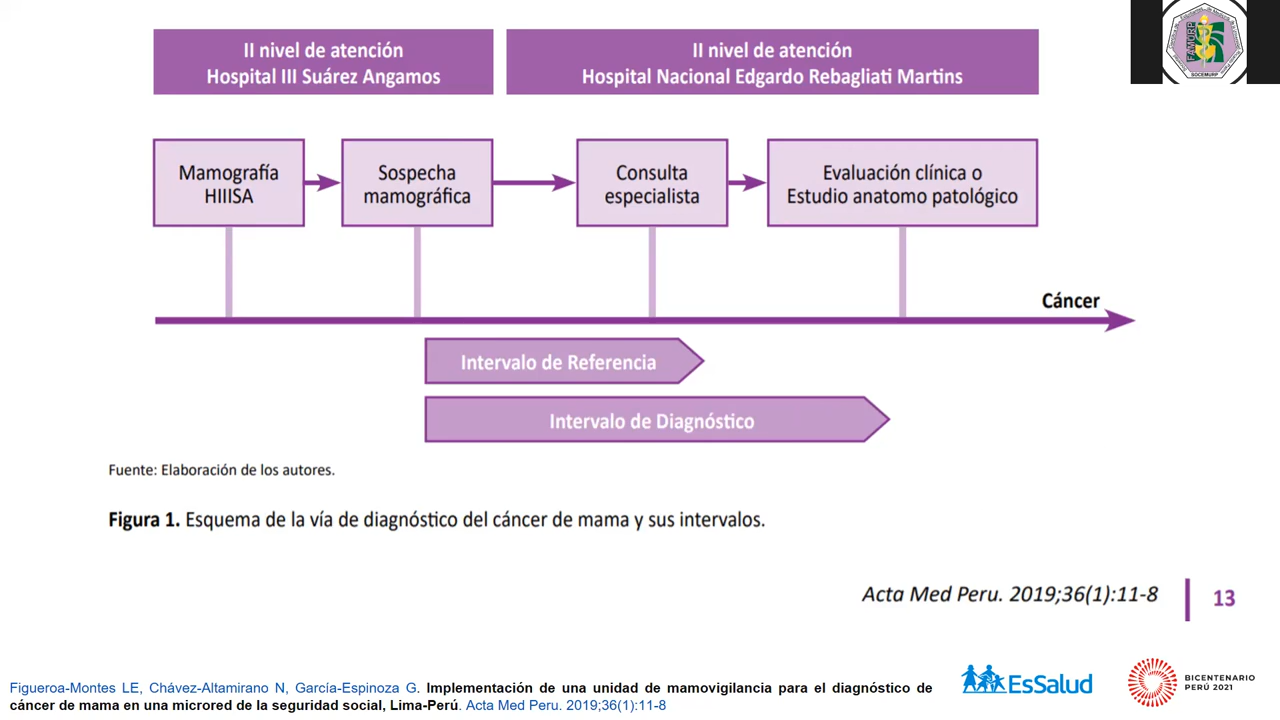 II nivel de atención
Hospital III Suárez Angamos
II nivel de atención
Hospital Nacional Edgardo Rebagliati Martins
FAMURP
SOCEMURP
Mamografía
HIIISA
Sospecha
mamográfica
Consulta
especialista
Evaluación clínica o
Estudio anatomo patológico
Cáncer
Intervalo de Referencia
Intervalo de Diagnóstico
Fuente: Elaboración de los autores.
Figura 1. Esquema de la vía de diagnóstico del cáncer de mama y sus intervalos.
Acta Med Peru. 2019;36(1):11-8
13
EsSalud
BICENTENARIO
PERÚ 2021
Figueroa-Montes LE, Chávez-Altamirano N, García-Espinoza G. Implementación de una unidad de mamovigilancia para el diagnóstico de
cáncer de mama en una microred de la seguridad social, Lima-Perú. Acta Med Peru. 2019;36(1):11-8